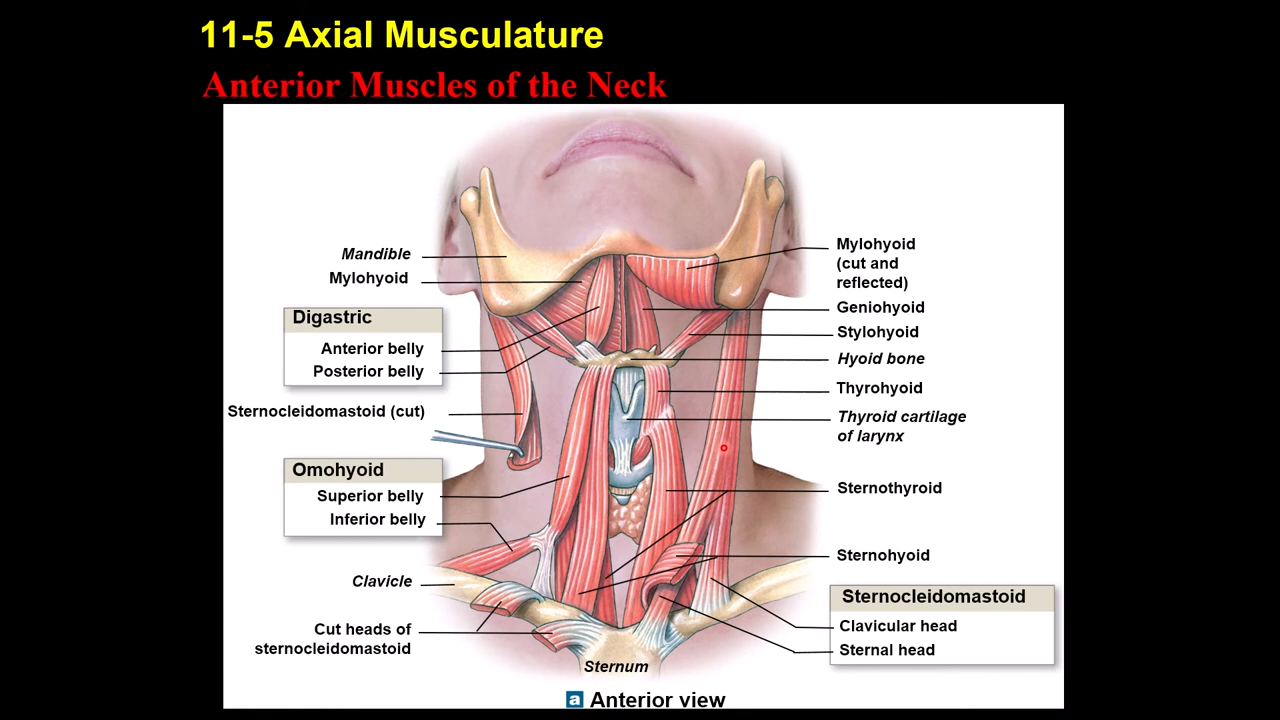 11-5 Axial Musculature
Anterior Muscles of the Neck
Mandible
Mylohyoid
Digastric
Anterior belly
Posterior belly
Sternocleidomastoid (cut)
Omohyoid
Superior belly
Inferior belly
Clavicle
Cut heads of
sternocleidomastoid
Mylohyoid
(cut and
reflected)
Geniohyoid
Stylohyoid
Hyoid bone
Thyrohyoid
Thyroid cartilage
of larynx
Sternothyroid
Sternohyoid
Sternocleidomastoid
Clavicular head
Sternal head
Sternum
a Anterior view